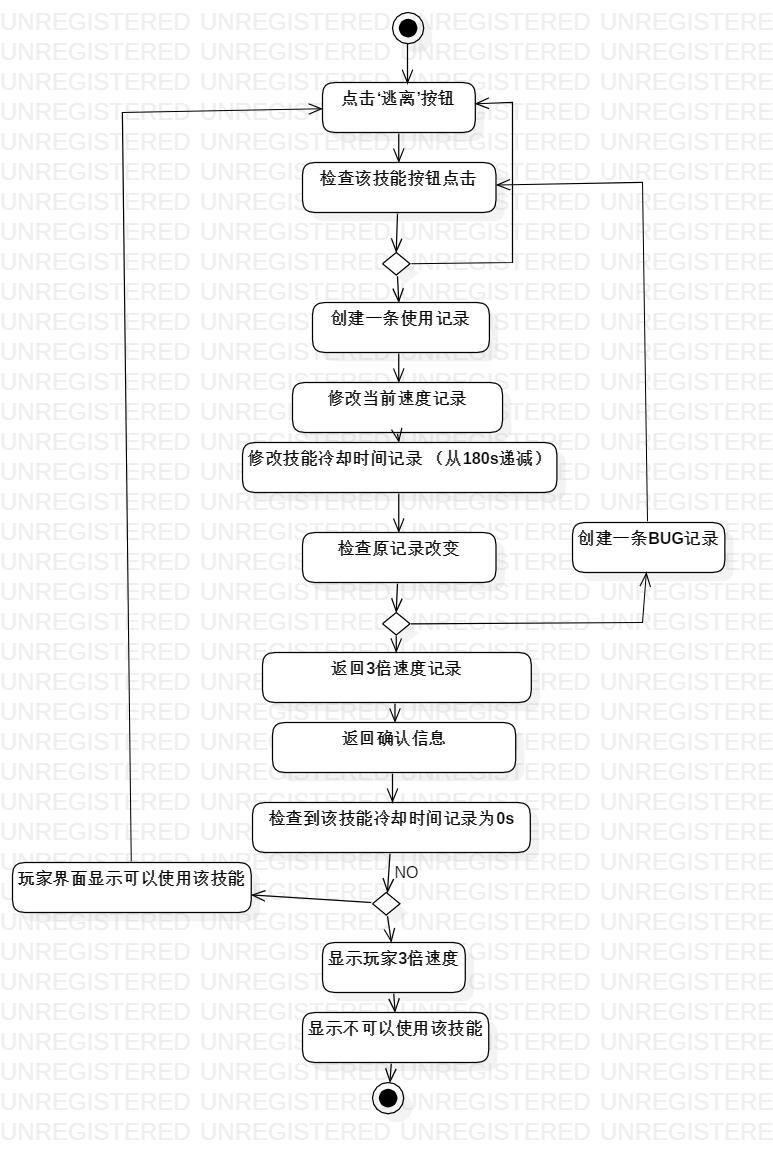 点击‘逃离’按钮
检查该技能按钮点击
创建一条使用记录
修改当前速度记录
修改技能冷却时间记录 （从180s递减）
检查原记录改变
创建一条BUG记录
返回3倍速度记录
返回确认信息
检查到该技能冷却时间记录为0s
NO
玩家界面显示可以使用该技能
显示玩家3倍速度
显示不可以使用该技能